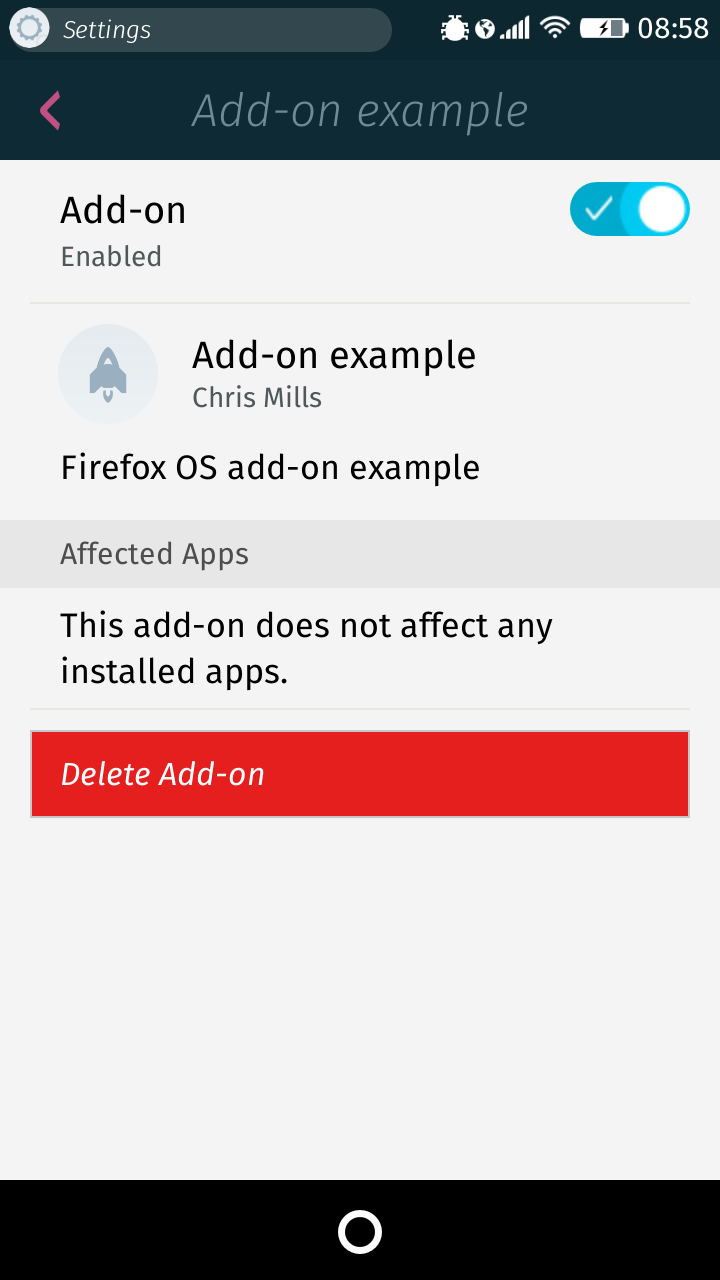 Settings
08:58
Add-on example
Add-on
Enabled
Add-on example
Chris Mills
Firefox OS add-on example
Affected Apps
This add-on does not affect any
installed apps.
Delete Add-on